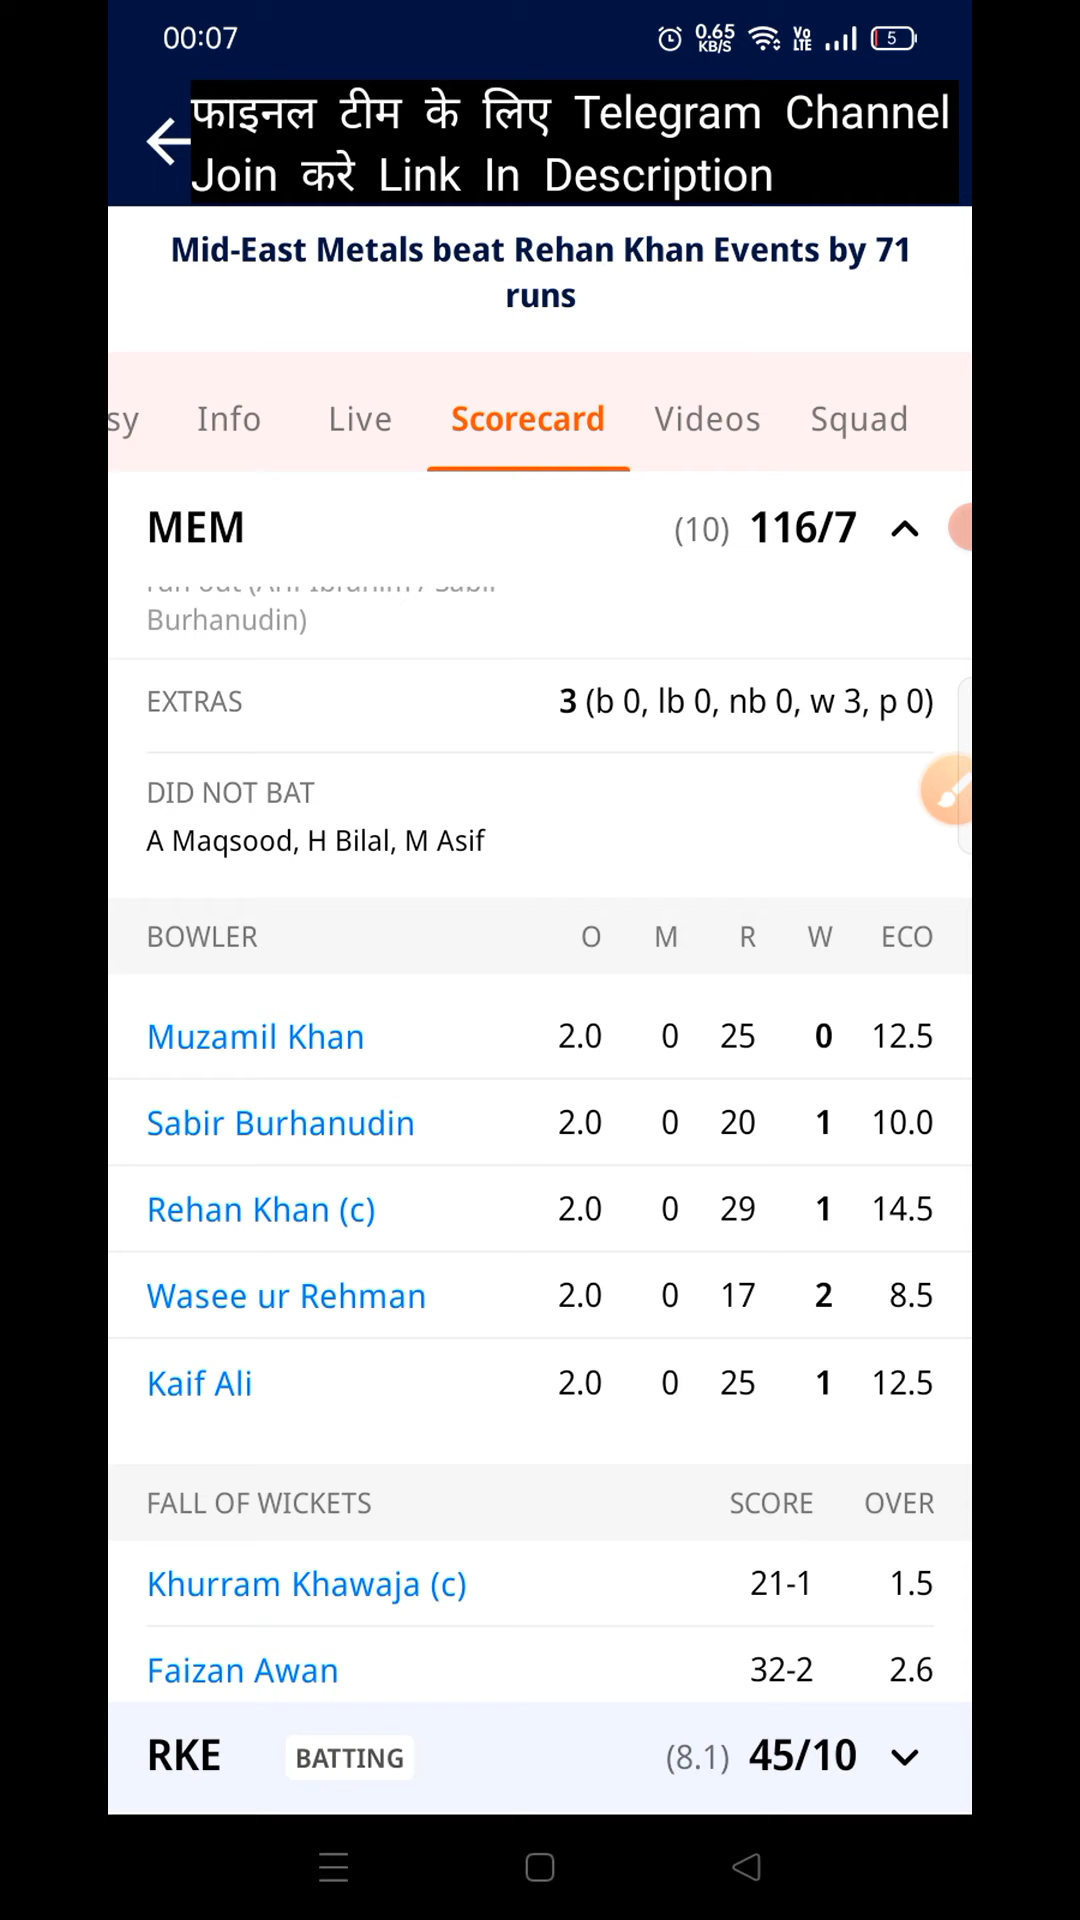 00:07
0.65 KB/S
Vo LTE
5
फाइनल टीम के लिए Telegram Channel
Join करे Link In Description
Mid-East Metals beat Rehan Khan Events by 71
runs
sy Info Live Scorecard Videos Squad
MEM (10) 116/7
Burhanudin)
EXTRAS 3 (b 0, lb 0, nb 0, w 3, p 0)
DID NOT BAT
A Maqsood, H Bilal, M Asif
BOWLER O M R W ECO
Muzamil Khan 2.0 0 25 0 12.5
Sabir Burhanudin 2.0 0 20 1 10.0
Rehan Khan (c) 2.0 0 29 1 14.5
Wasee ur Rehman 2.0 0 17 2 8.5
Kaif Ali 2.0 0 25 1 12.5
FALL OF WICKETS SCORE OVER
Khurram Khawaja (c) 21-1 1.5
Faizan Awan 32-2 2.6
RKE BATTING (8.1) 45/10